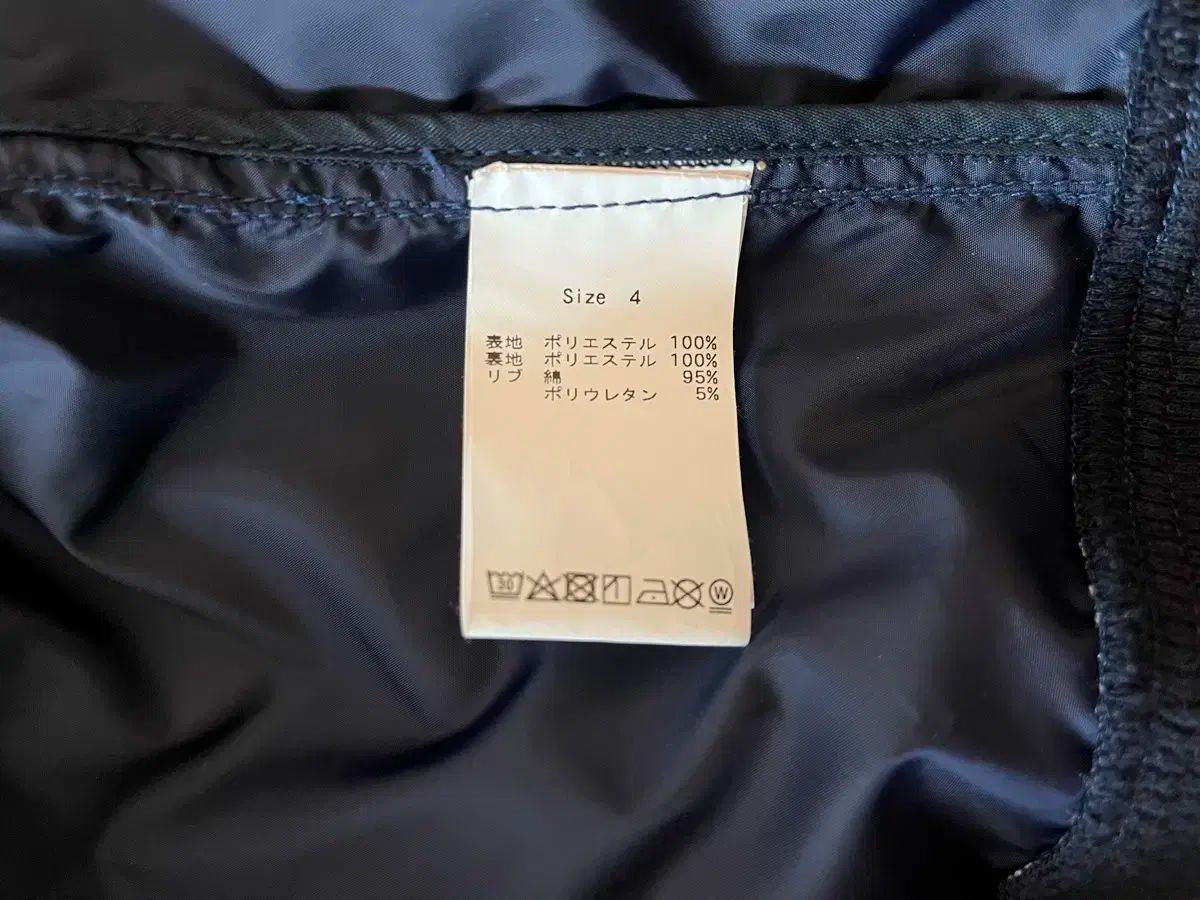 Size 4
表地 ポリエステル 100%
裏地 ポリエステル 100%
リブ 綿 95%
ポリウレタン 5%
30 W